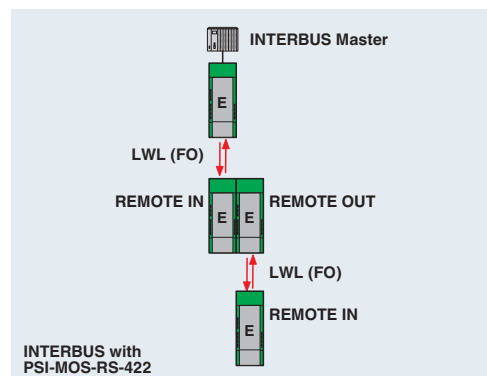 INTERBUS Master
E
LWL (FO)
REMOTE IN
E
E
REMOTE OUT
LWL (FO)
REMOTE IN
E
INTERBUS with
PSI-MOS-RS-422